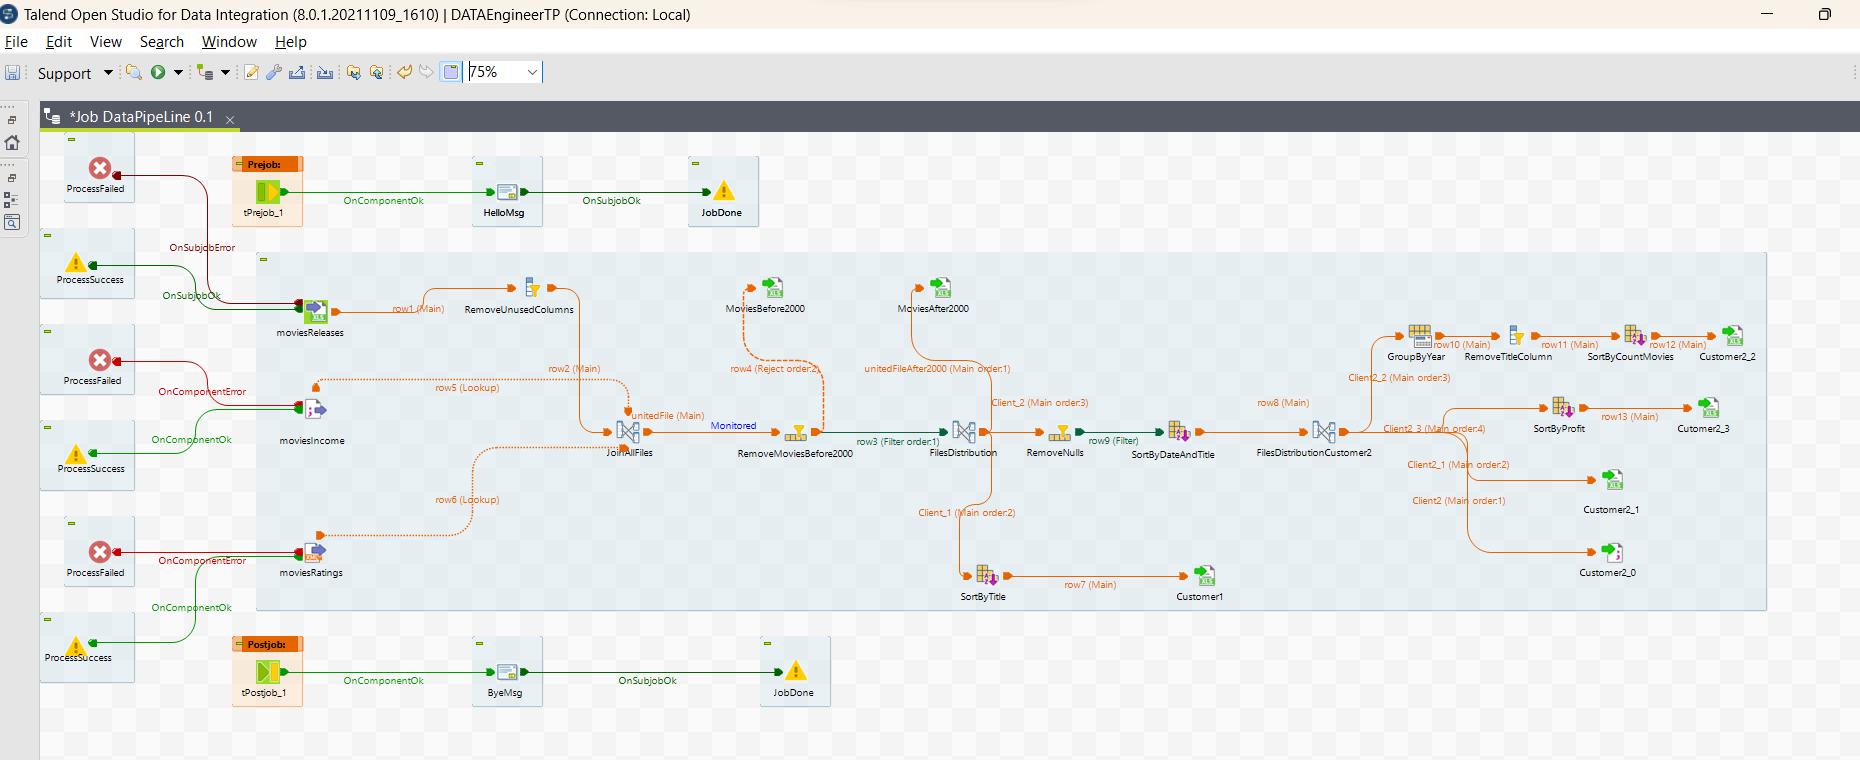 Talend Open Studio for Data Integration (8.0.1.20211109_1610) | DATAEngineerTP (Connection: Local)
File Edit View Search Window Help
Support 75%
*Job DataPipeLine 0.1
ProcessFailed
Prejob:
tPrejob_1
OnComponentOk
HelloMsg
OnSubjobOk
JobDone
OnSubjobError
ProcessSuccess
OnSubjobOk
moviesReleases
row1 (Main)
RemoveUnusedColumns
MoviesBefore2000
MoviesAfter2000
ProcessFailed
OnComponentError
row2 (Main)
row5 (Lookup)
row4 (Reject order:2)
unitedFileAfter2000 (Main order:1)
GroupByYear
row10 (Main)
RemoveTitleColumn
row11 (Main)
SortByCountMovies
row12 (Main)
Customer2_2
Client2_2 (Main order:3)
moviesIncome
OnComponentOk
unitedFile (Main)
Monitored
JoinAllFiles
RemoveMoviesBefore2000
row3 (Filter order:1)
FilesDistribution
Client_2 (Main order:3)
RemoveNulls
row9 (Filter)
SortByDateAndTitle
row8 (Main)
FilesDistributionCustomer2
Client2_3 (Main order:4)
SortByProfit
row13 (Main)
Cutomer2_3
ProcessSuccess
row6 (Lookup)
Client2_1 (Main order:2)
Customer2_1
Client2 (Main order:1)
Client_1 (Main order:2)
ProcessFailed
OnComponentError
moviesRatings
Customer2_0
SortByTitle
row7 (Main)
Customer1
OnComponentOk
ProcessSuccess
Postjob:
tPostjob_1
OnComponentOk
ByeMsg
OnSubjobOk
JobDone